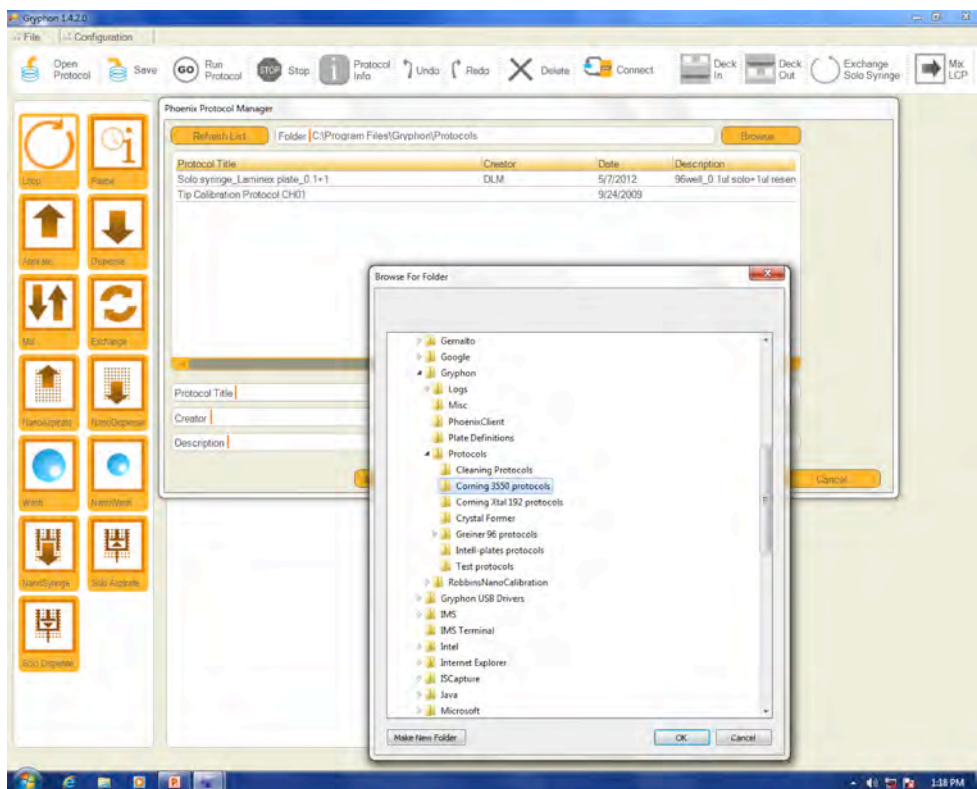 Gryphon 1.4.2.0
File Configuration
Open Protocol Save GO Run Protocol STOP Stop Protocol Info Undo Redo Delete Connect Deck In Deck Out Exchange Solo Syringe Mix LCP
Phoenix Protocol Manager
Refresh List Folder C:\Program Files\Gryphon\Protocols Browse
Protocol Title Creator Date Description
Solo syringe_Laminex plate_0.1+1 DLM 5/7/2012 96well_0.1ul solo+1ul reserv
Tip Calibration Protocol CH01 9/24/2009
Loop Pause
Aspirate Dispense
Mix Exchange
NanoAspirate NanoDispense
Wash NanoWash
NanoSyringe Solo Aspirate
Solo Dispense
Protocol Title
Creator
Description
Cancel
Browse For Folder
Gemalto
Google
Gryphon
Logs
Misc
PhoenixClient
Plate Definitions
Protocols
Cleaning Protocols
Corning 3550 protocols
Corning Xtal 192 protocols
Crystal Former
Greiner 96 protocols
Intelli-plates protocols
Test protocols
RobbinsNanoCalibration
Gryphon USB Drivers
IMS
IMS Terminal
Intel
Internet Explorer
ISCapture
Java
Microsoft
Make New Folder OK Cancel
1:18 PM